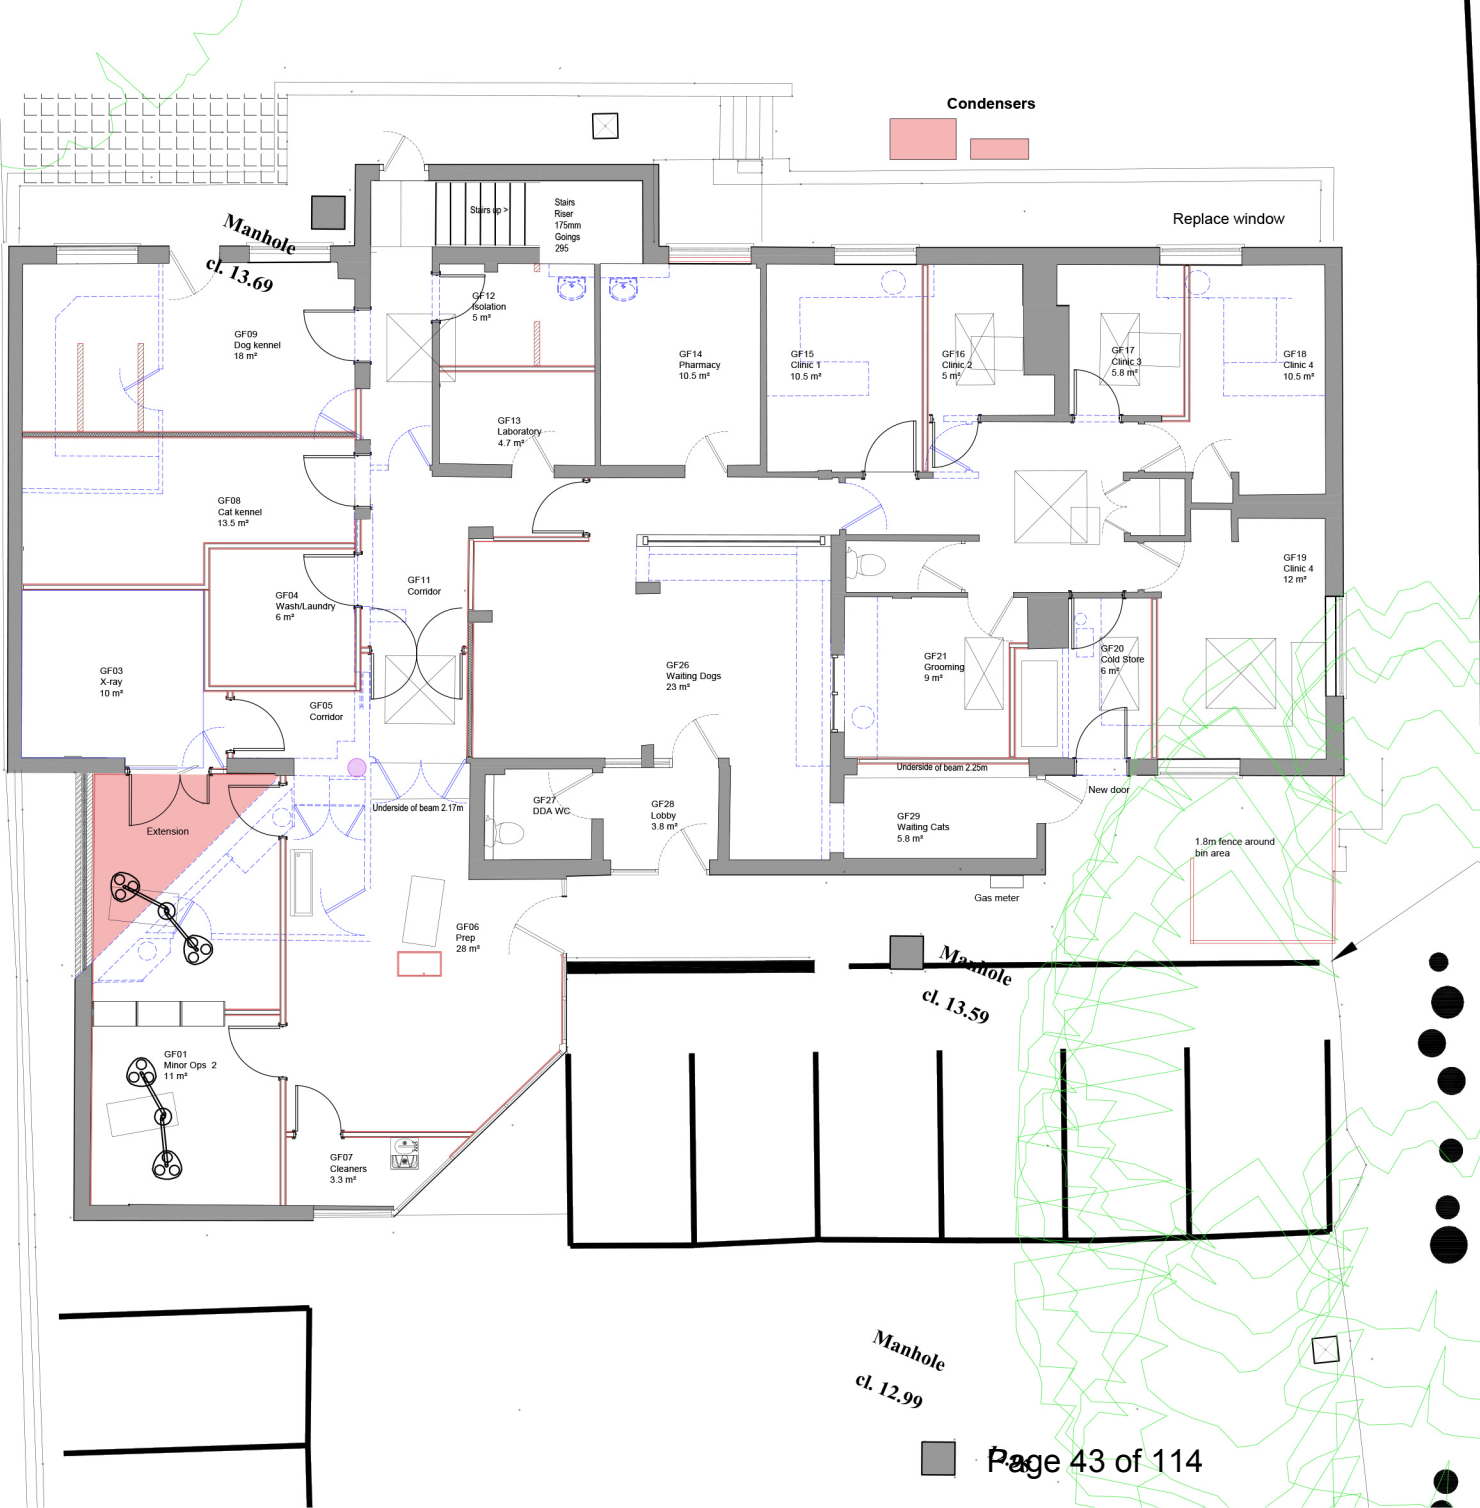 Condensers
Replace window
Manhole
cl. 13.69
Stairs up >
Stairs
Riser
175mm
Goings
295
GF12
Isolation
5 m²
GF09
Dog kennel
18 m²
GF14
Pharmacy
10.5 m²
GF15
Clinic 1
10.5 m²
GF16
Clinic 2
5 m²
GF17
Clinic 3
5.8 m²
GF18
Clinic 4
10.5 m²
GF13
Laboratory
4.7 m²
GF08
Cat kennel
13.5 m²
GF11
Corridor
GF04
Wash/Laundry
6 m²
GF19
Clinic 4
12 m²
GF03
X-ray
10 m²
GF05
Corridor
GF26
Waiting Dogs
23 m²
GF21
Grooming
9 m²
GF20
Cold Store
6 m²
Underside of beam 2.25m
New door
Underside of beam 2.17m
GF27
DDA WC
GF28
Lobby
3.8 m²
GF29
Waiting Cats
5.8 m²
Extension
1.8m fence around
bin area
Gas meter
GF06
Prep
28 m²
Manhole
cl. 13.59
GF01
Minor Ops 2
11 m²
GF07
Cleaners
3.3 m²
Manhole
cl. 12.99
Page 43 of 114